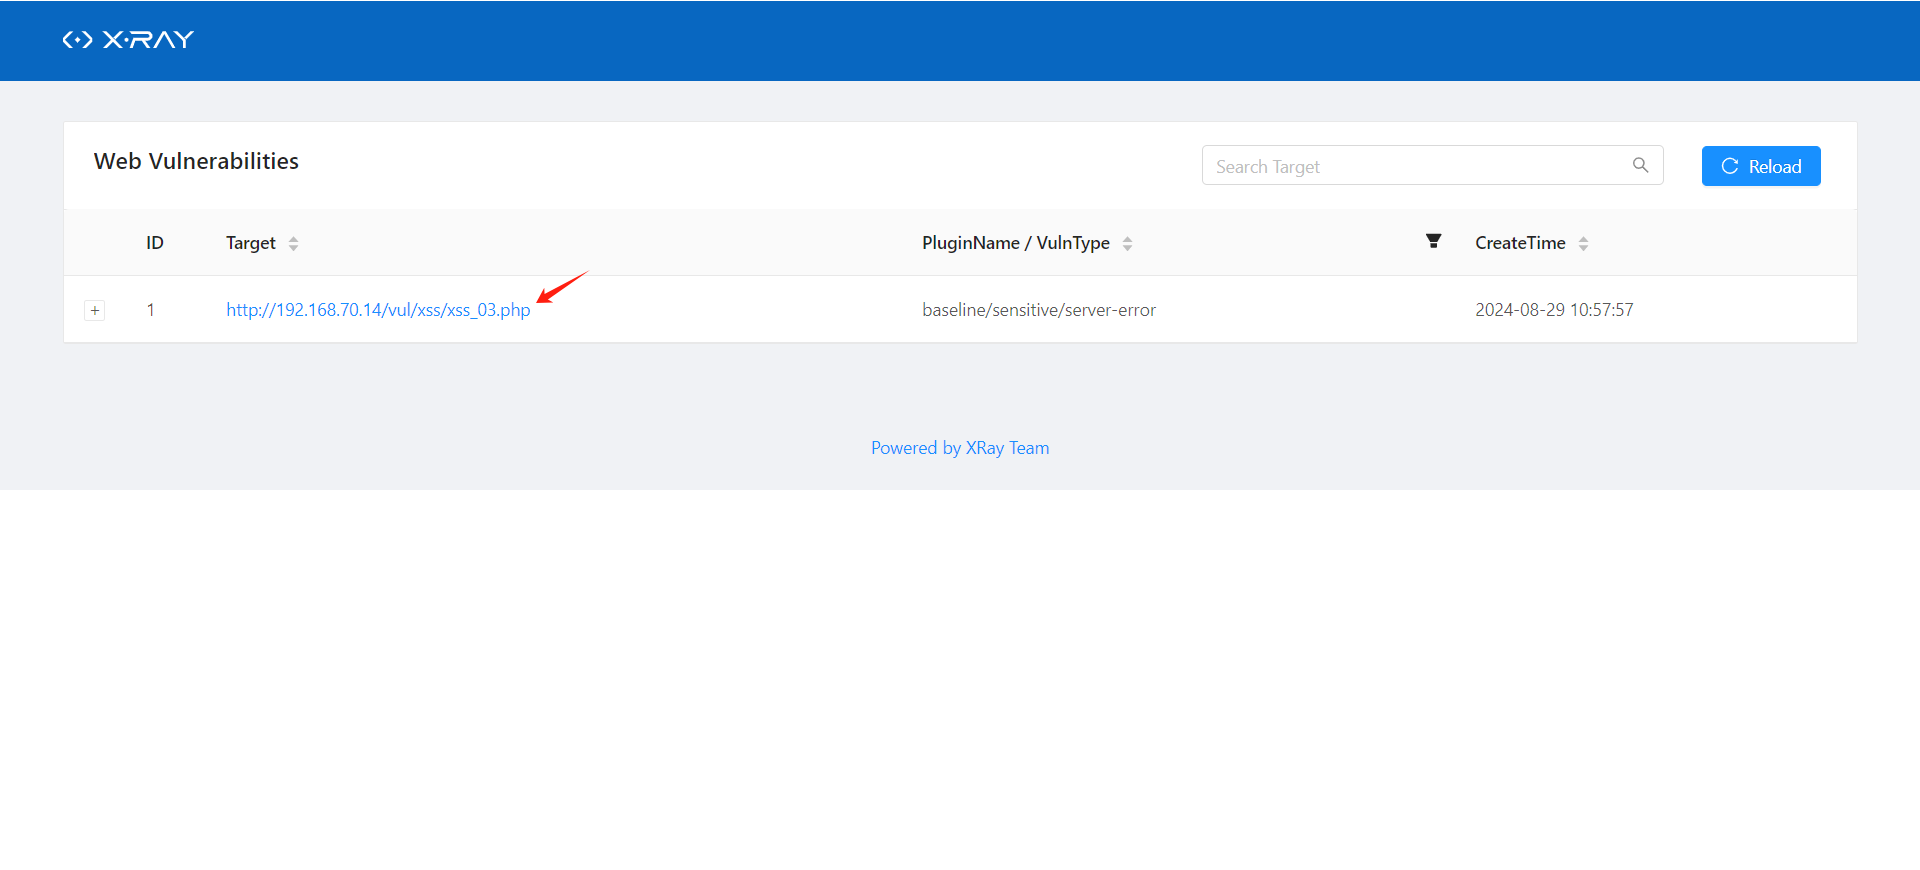 X·RAY
Web Vulnerabilities
Search Target
Reload
ID Target PluginName / VulnType CreateTime
+ 1 http://192.168.70.14/vul/xss/xss_03.php baseline/sensitive/server-error 2024-08-29 10:57:57
Powered by XRay Team